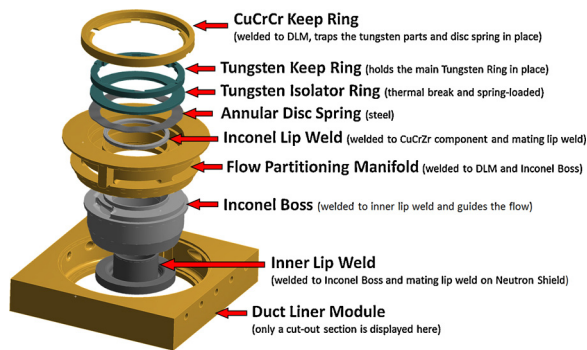 CuCrCr Keep Ring
(welded to DLM, traps the tungsten parts and disc spring in place)
Tungsten Keep Ring (holds the main Tungsten Ring in place)
Tungsten Isolator Ring (thermal break and spring-loaded)
Annular Disc Spring (steel)
Inconel Lip Weld (welded to CuCrZr component and mating lip weld)
Flow Partitioning Manifold (welded to DLM and Inconel Boss)
Inconel Boss (welded to inner lip weld and guides the flow)
Inner Lip Weld
(welded to Inconel Boss and mating lip weld on Neutron Shield)
Duct Liner Module
(only a cut-out section is displayed here)